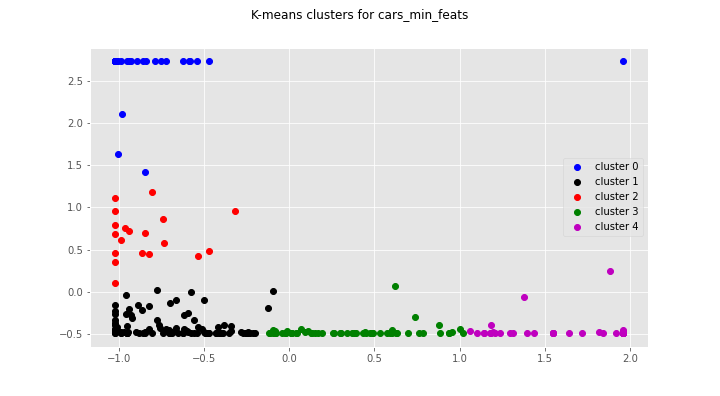 K-means clusters for cars_min_feats
2.5
2.0
1.5
1.0
0.5
0.0
−0.5
−1.0
−0.5
0.0
0.5
1.0
1.5
2.0
cluster 0
cluster 1
cluster 2
cluster 3
cluster 4